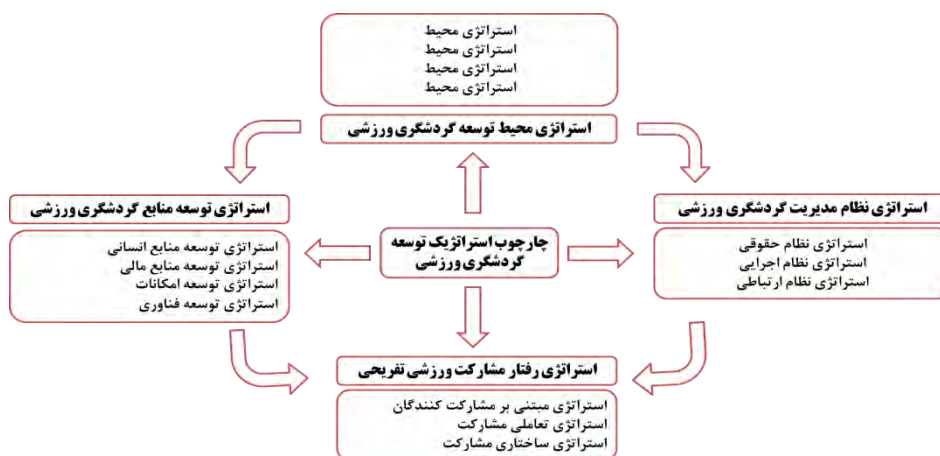 استراتژی محیط
استراتژی محیط
استراتژی محیط
استراتژی محیط
استراتژی محیط توسعه گردشگری ورزشی
استراتژی نظام مدیریت گردشگری ورزشی
استراتژی نظام حقوقی
استراتژی نظام اجرایی
استراتژی نظام ارتباطی
چارچوب استراتژیک توسعه
گردشگری ورزشی
استراتژی توسعه منابع گردشگری ورزشی
استراتژی توسعه منابع انسانی
استراتژی توسعه منابع مالی
استراتژی توسعه امکانات
استراتژی توسعه فناوری
استراتژی رفتار مشارکت ورزشی تفریحی
استراتژی مبتنی بر مشارکت کنندگان
استراتژی تعاملی مشارکت
استراتژی ساختاری مشارکت